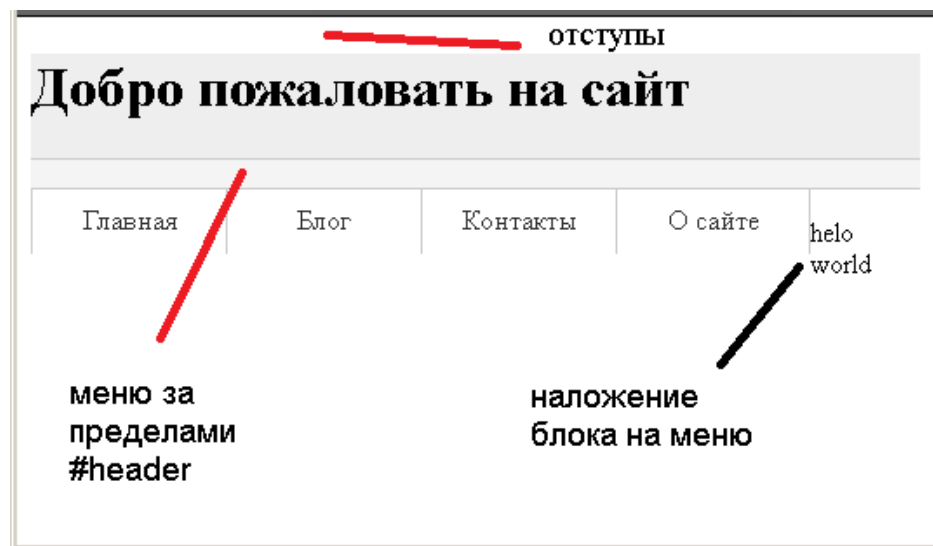 отступы
Добро пожаловать на сайт
Главная Блог Контакты О сайте
helo
world
меню за
пределами
#header
наложение
блока на меню